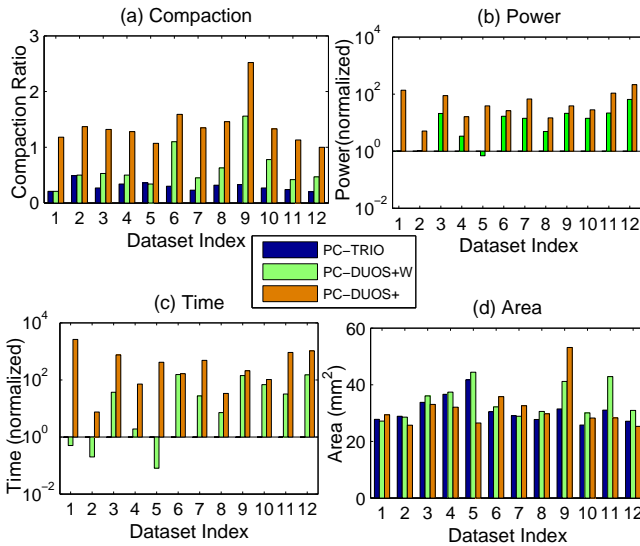 (a) Compaction
Compaction Ratio
3
2
1
0
1 2 3 4 5 6 7 8 9 10 11 12
Dataset Index
(b) Power
Power(normalized)
10^4
10^2
10^0
10^−2
1 2 3 4 5 6 7 8 9 10 11 12
Dataset Index
PC−TRIO
PC−DUOS+W
PC−DUOS+
(c) Time
Time (normalized)
10^4
10^2
10^0
10^−2
1 2 3 4 5 6 7 8 9 10 11 12
Dataset Index
(d) Area
Area (mm^2)
60
40
20
0
1 2 3 4 5 6 7 8 9 10 11 12
Dataset Index